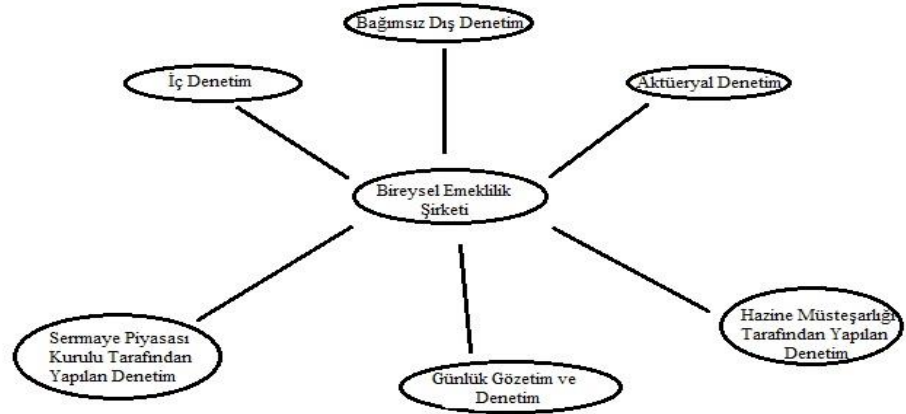 Bağımsız Dış Denetim
İç Denetim
Aktüeryal Denetim
Bireysel Emeklilik
Şirketi
Serrmaye Piyasası
Kurulu Tarafından
Yapılan Denetim
Günlük Gözetim ve
Denetim
Hazine Müsteşarlığı
Tarafından Yapılan
Denetim